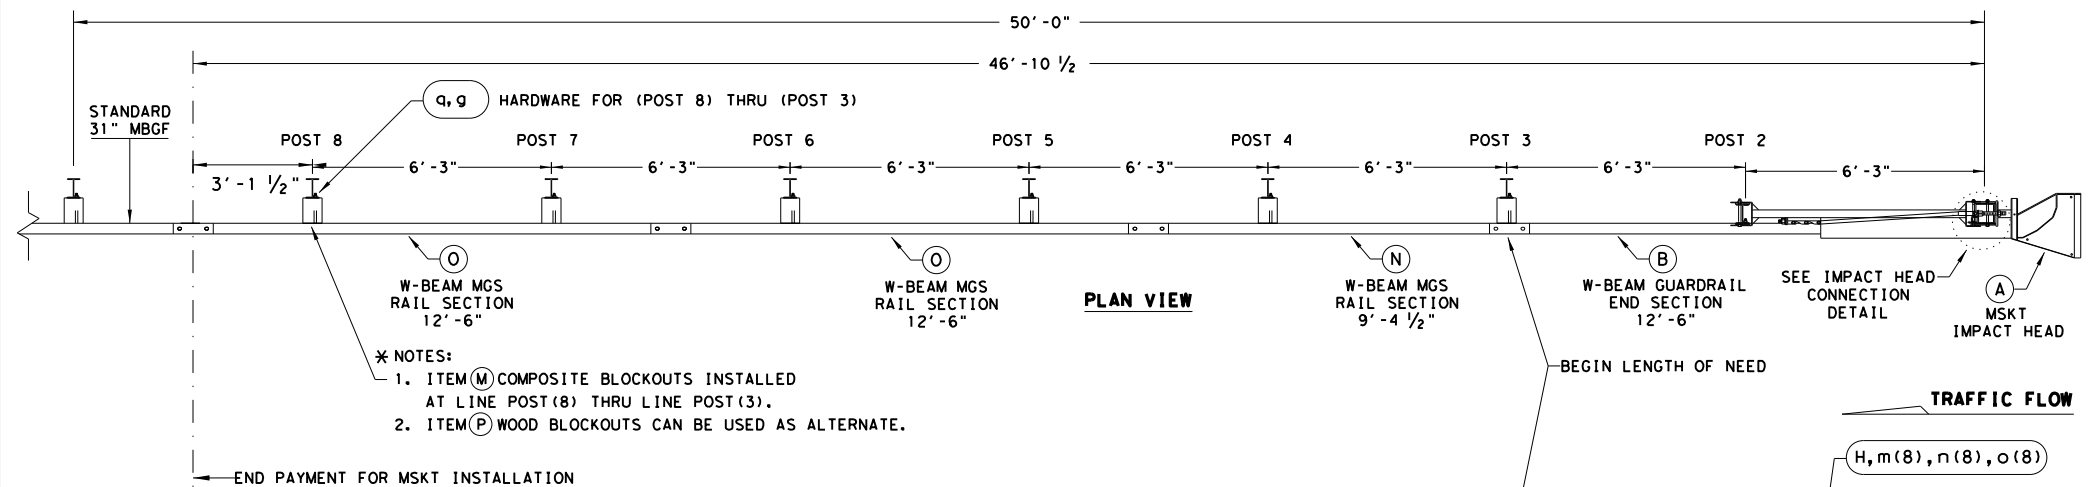 50'-0"
46'-10 ½
STANDARD
31" MBGF
q,g HARDWARE FOR (POST 8) THRU (POST 3)
POST 8
POST 7
POST 6
POST 5
POST 4
POST 3
POST 2
3'-1 ½"
6'-3"
6'-3"
6'-3"
6'-3"
6'-3"
6'-3"
6'-3"
O
W-BEAM MGS
RAIL SECTION
12'-6"
O
W-BEAM MGS
RAIL SECTION
12'-6"
PLAN VIEW
N
W-BEAM MGS
RAIL SECTION
9'-4 ½"
B
W-BEAM GUARDRAIL
END SECTION
12'-6"
SEE IMPACT HEAD
CONNECTION
DETAIL
A
MSKT
IMPACT HEAD
* NOTES:
1. ITEM M COMPOSITE BLOCKOUTS INSTALLED
AT LINE POST(8) THRU LINE POST(3).
2. ITEM P WOOD BLOCKOUTS CAN BE USED AS ALTERNATE.
BEGIN LENGTH OF NEED
TRAFFIC FLOW
H,m(8),n(8),o(8)
END PAYMENT FOR MSKT INSTALLATION